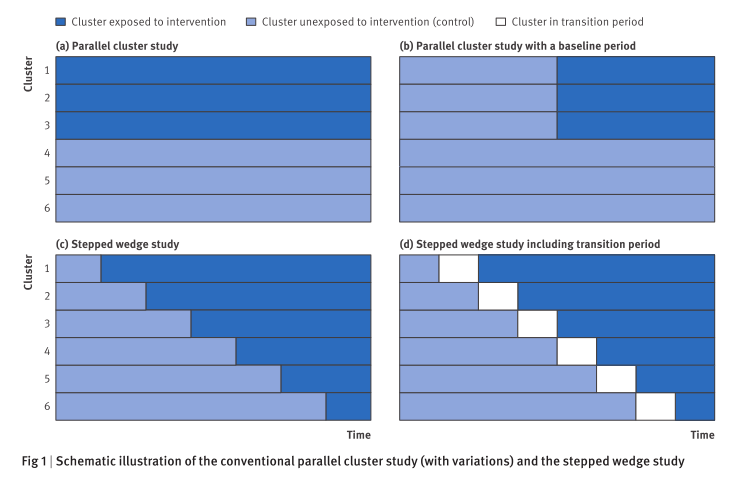 Cluster exposed to intervention Cluster unexposed to intervention (control) Cluster in transition period
(a) Parallel cluster study
Cluster
1
2
3
4
5
6
(b) Parallel cluster study with a baseline period
(c) Stepped wedge study
Cluster
1
2
3
4
5
6
Time
(d) Stepped wedge study including transition period
Time
Fig 1 | Schematic illustration of the conventional parallel cluster study (with variations) and the stepped wedge study